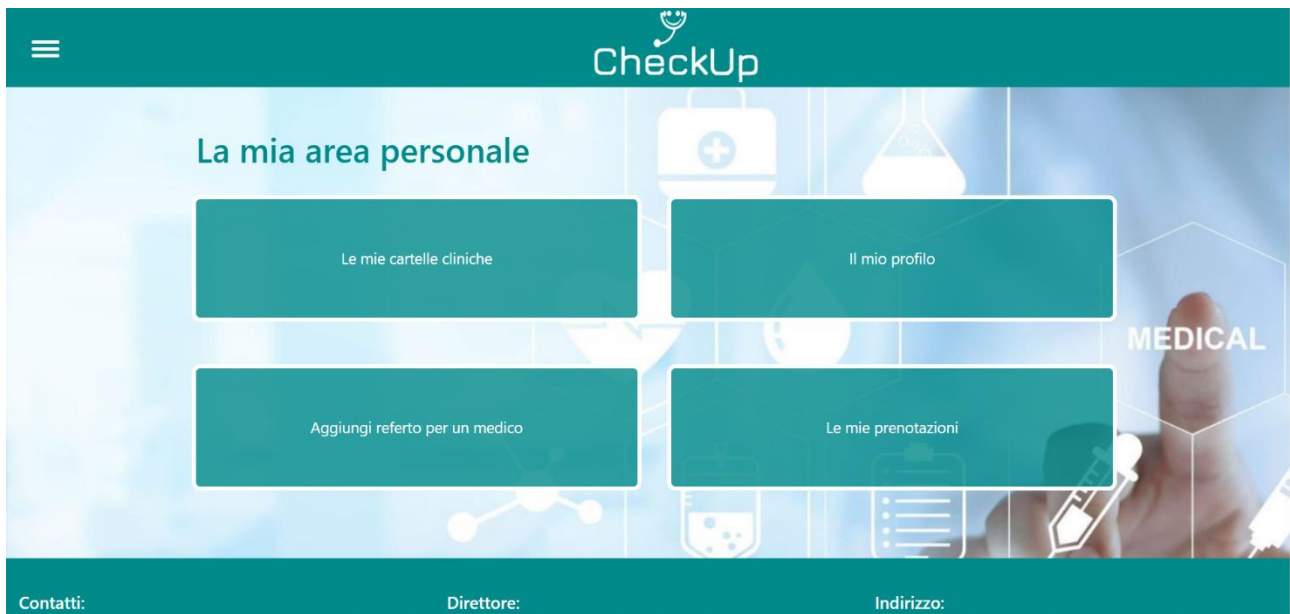 CheckUp
La mia area personale
Le mie cartelle cliniche
Il mio profilo
MEDICAL
Aggiungi referto per un medico
Le mie prenotazioni
Contatti:
Direttore:
Indirizzo: